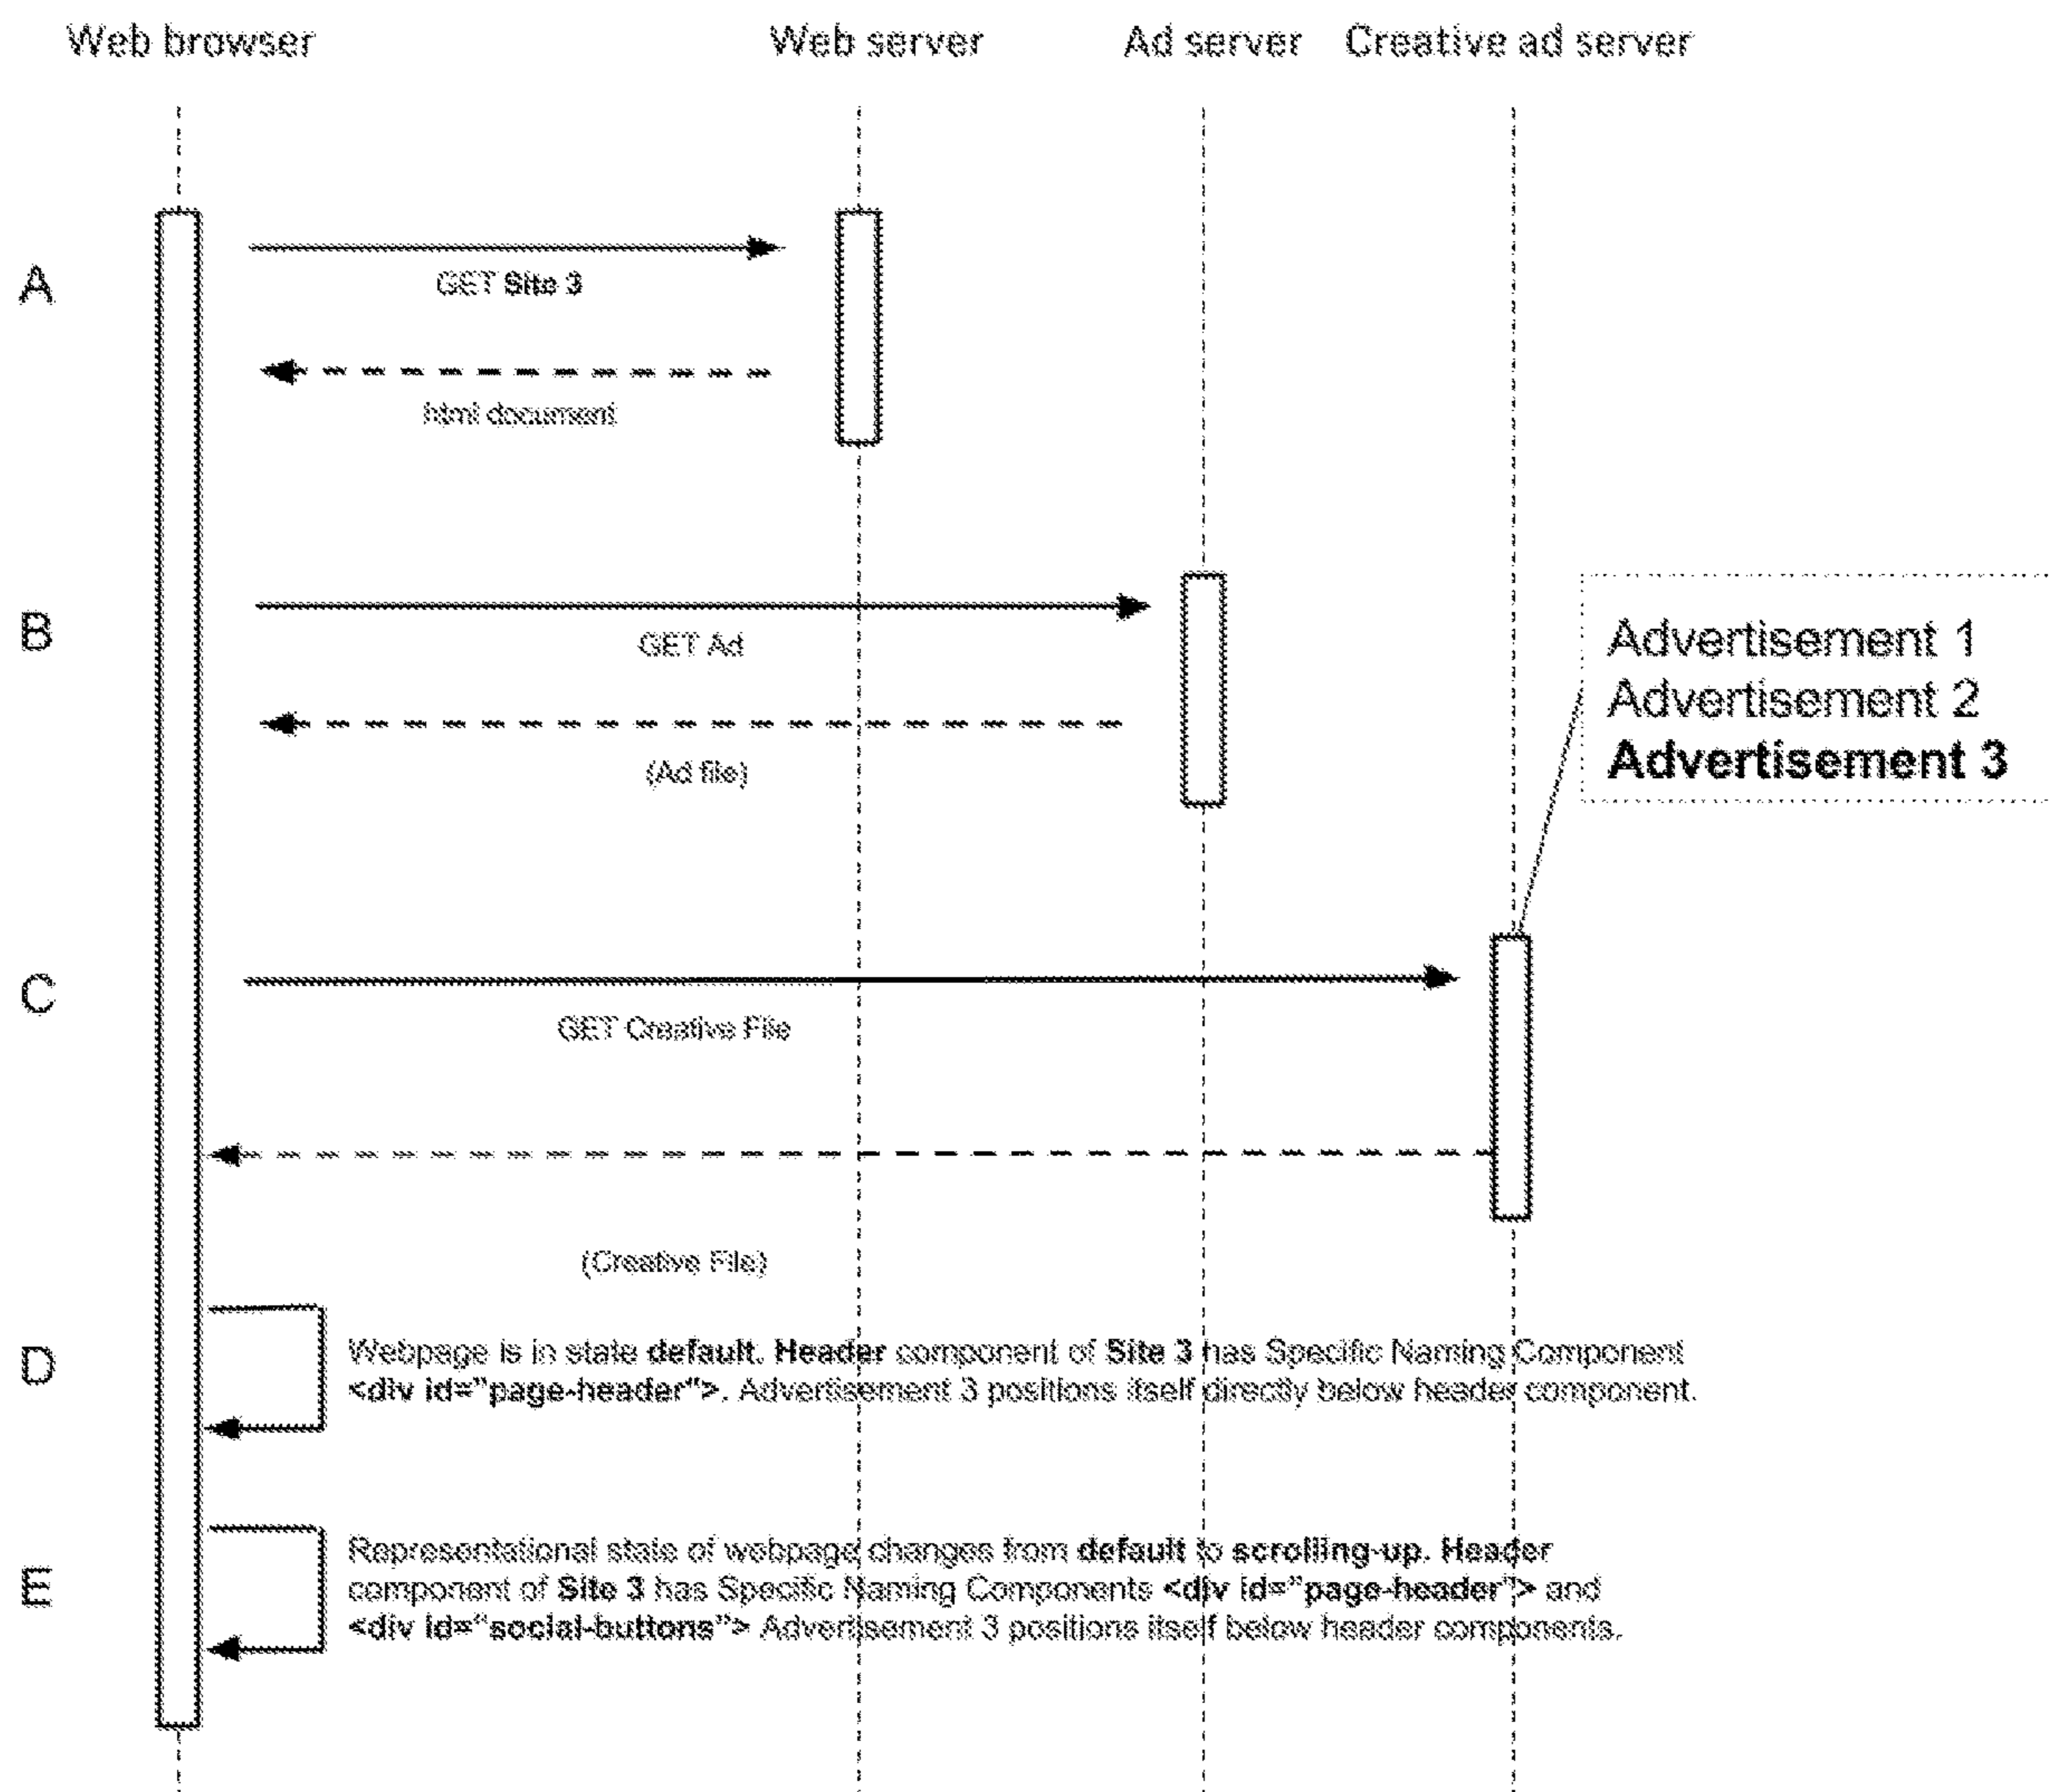 Web browser
Web server
Ad server
Creative ad server
A
GET Site 3
html document
B
GET Ad
(Ad file)
Advertisement 1
Advertisement 2
Advertisement 3
C
GET Creative File
(Creative File)
D
Webpage is in state default. Header component of Site 3 has Specific Naming Component
<div id="page-header">. Advertisement 3 positions itself directly below header component.
E
Representational state of webpage changes from default to scrolling-up. Header
component of Site 3 has Specific Naming Components <div id="page-header"> and
<div id="social-buttons"> Advertisement 3 positions itself below header components.